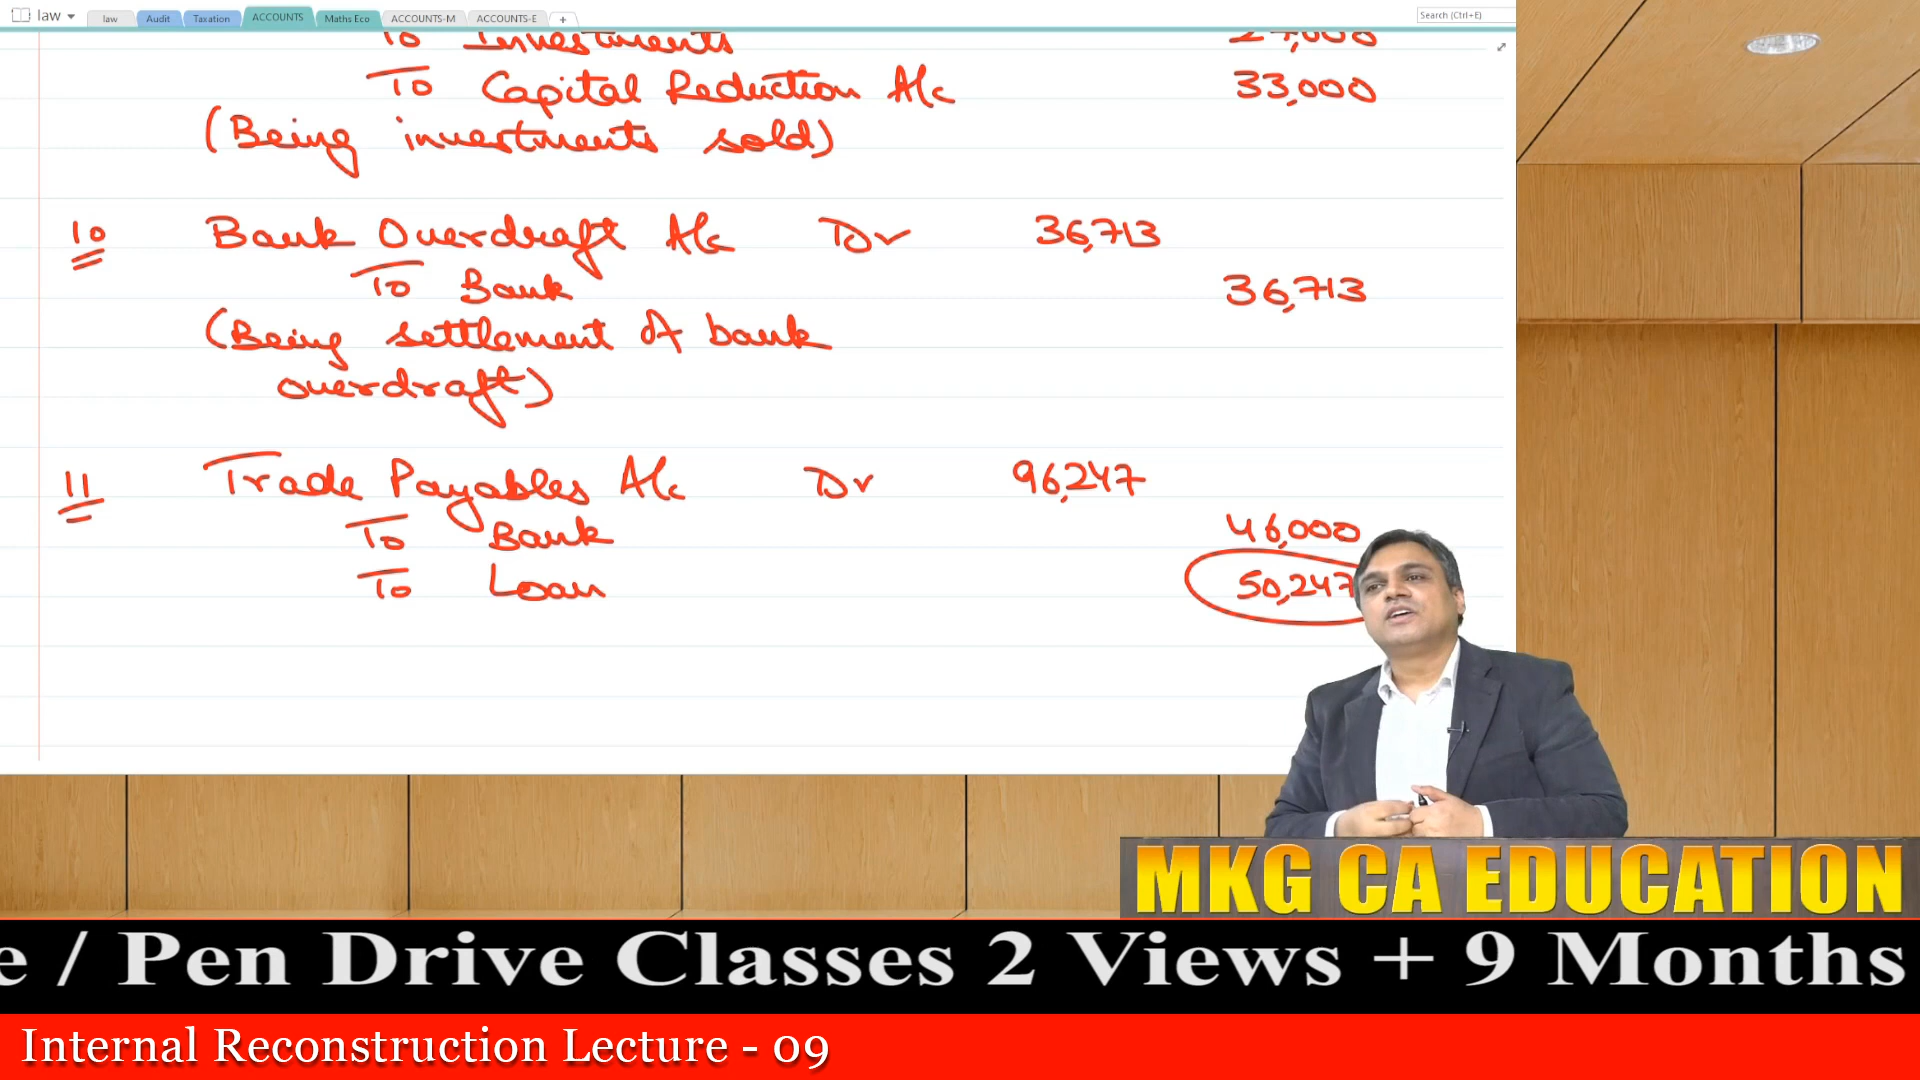 law law Audit Taxation ACCOUNTS Maths Eco ACCOUNTS-M ACCOUNTS-E + Search (Ctrl+E)
To Investments
To Capital Reduction A/c 33,000
(Being investments sold)
10 Bank Overdraft A/c Dr 36,713
To Bank 36,713
(Being settlement of bank
overdraft)
11 Trade Payables A/c Dr 96,247
To Bank 46,000
To Loan 50,247
MKG CA EDUCATION
e / Pen Drive Classes 2 Views + 9 Months
Internal Reconstruction Lecture - 09